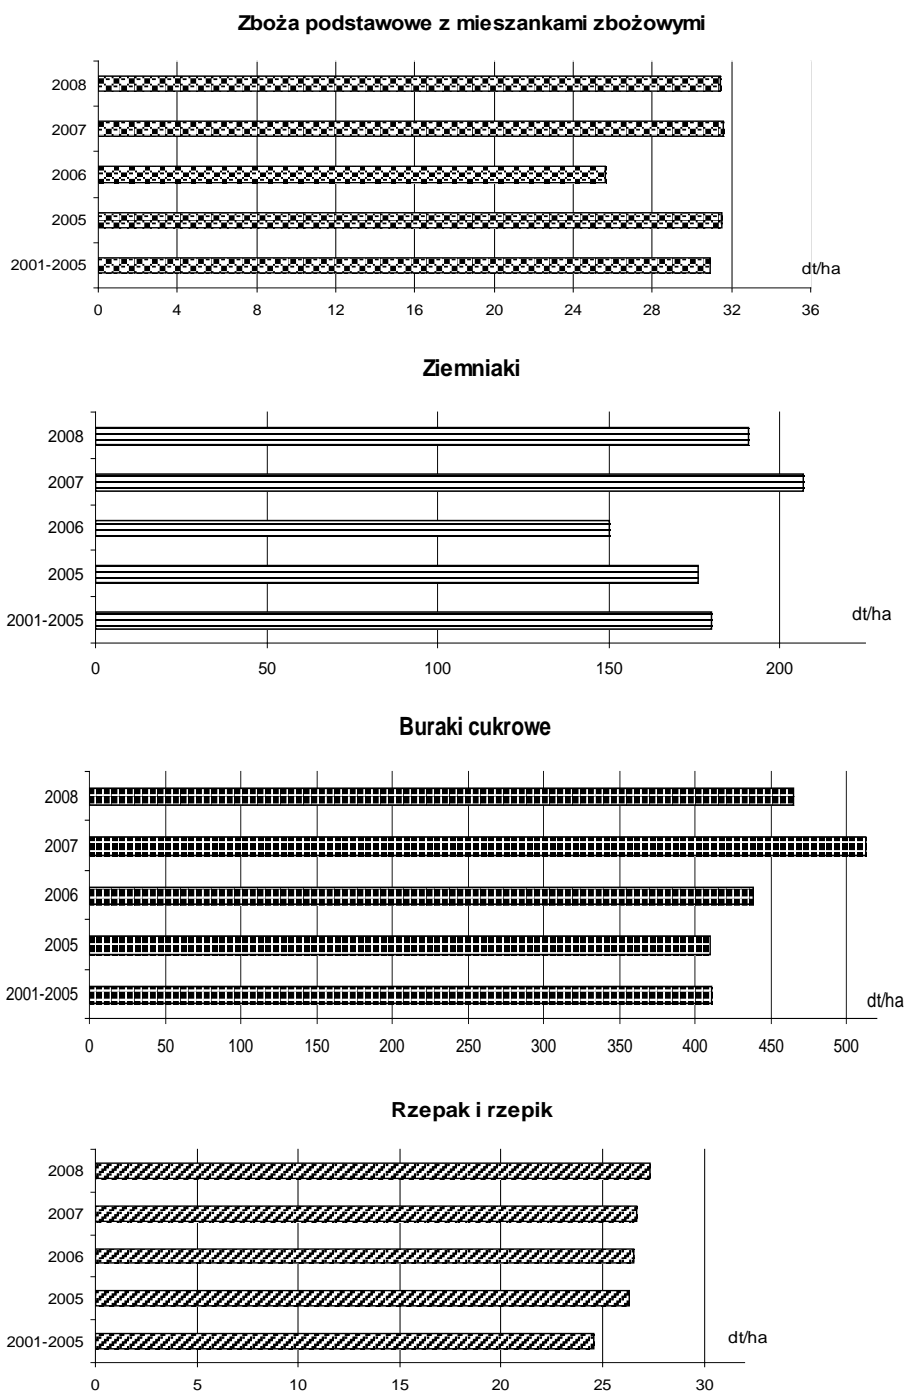 Zboża podstawowe z mieszankami zbożowymi
2008
2007
2006
2005
2001-2005
dt/ha
0 4 8 12 16 20 24 28 32 36
Ziemniaki
2008
2007
2006
2005
2001-2005
dt/ha
0 50 100 150 200
Buraki cukrowe
2008
2007
2006
2005
2001-2005
dt/ha
0 50 100 150 200 250 300 350 400 450 500
Rzepak i rzepik
2008
2007
2006
2005
2001-2005
dt/ha
0 5 10 15 20 25 30